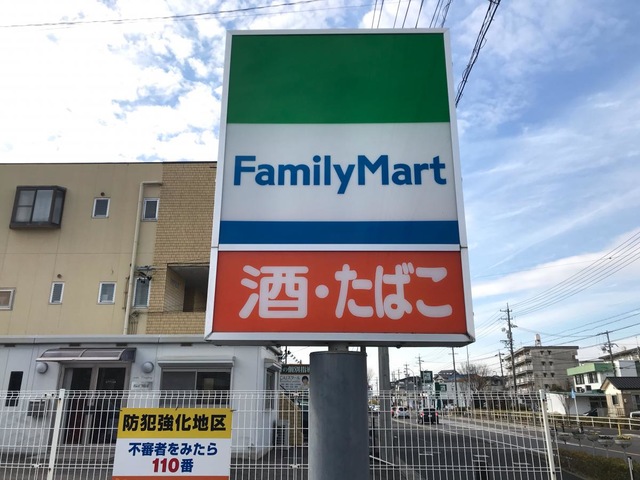 FamilyMart
酒・たばこ
防犯強化地区
不審者をみたら
110番